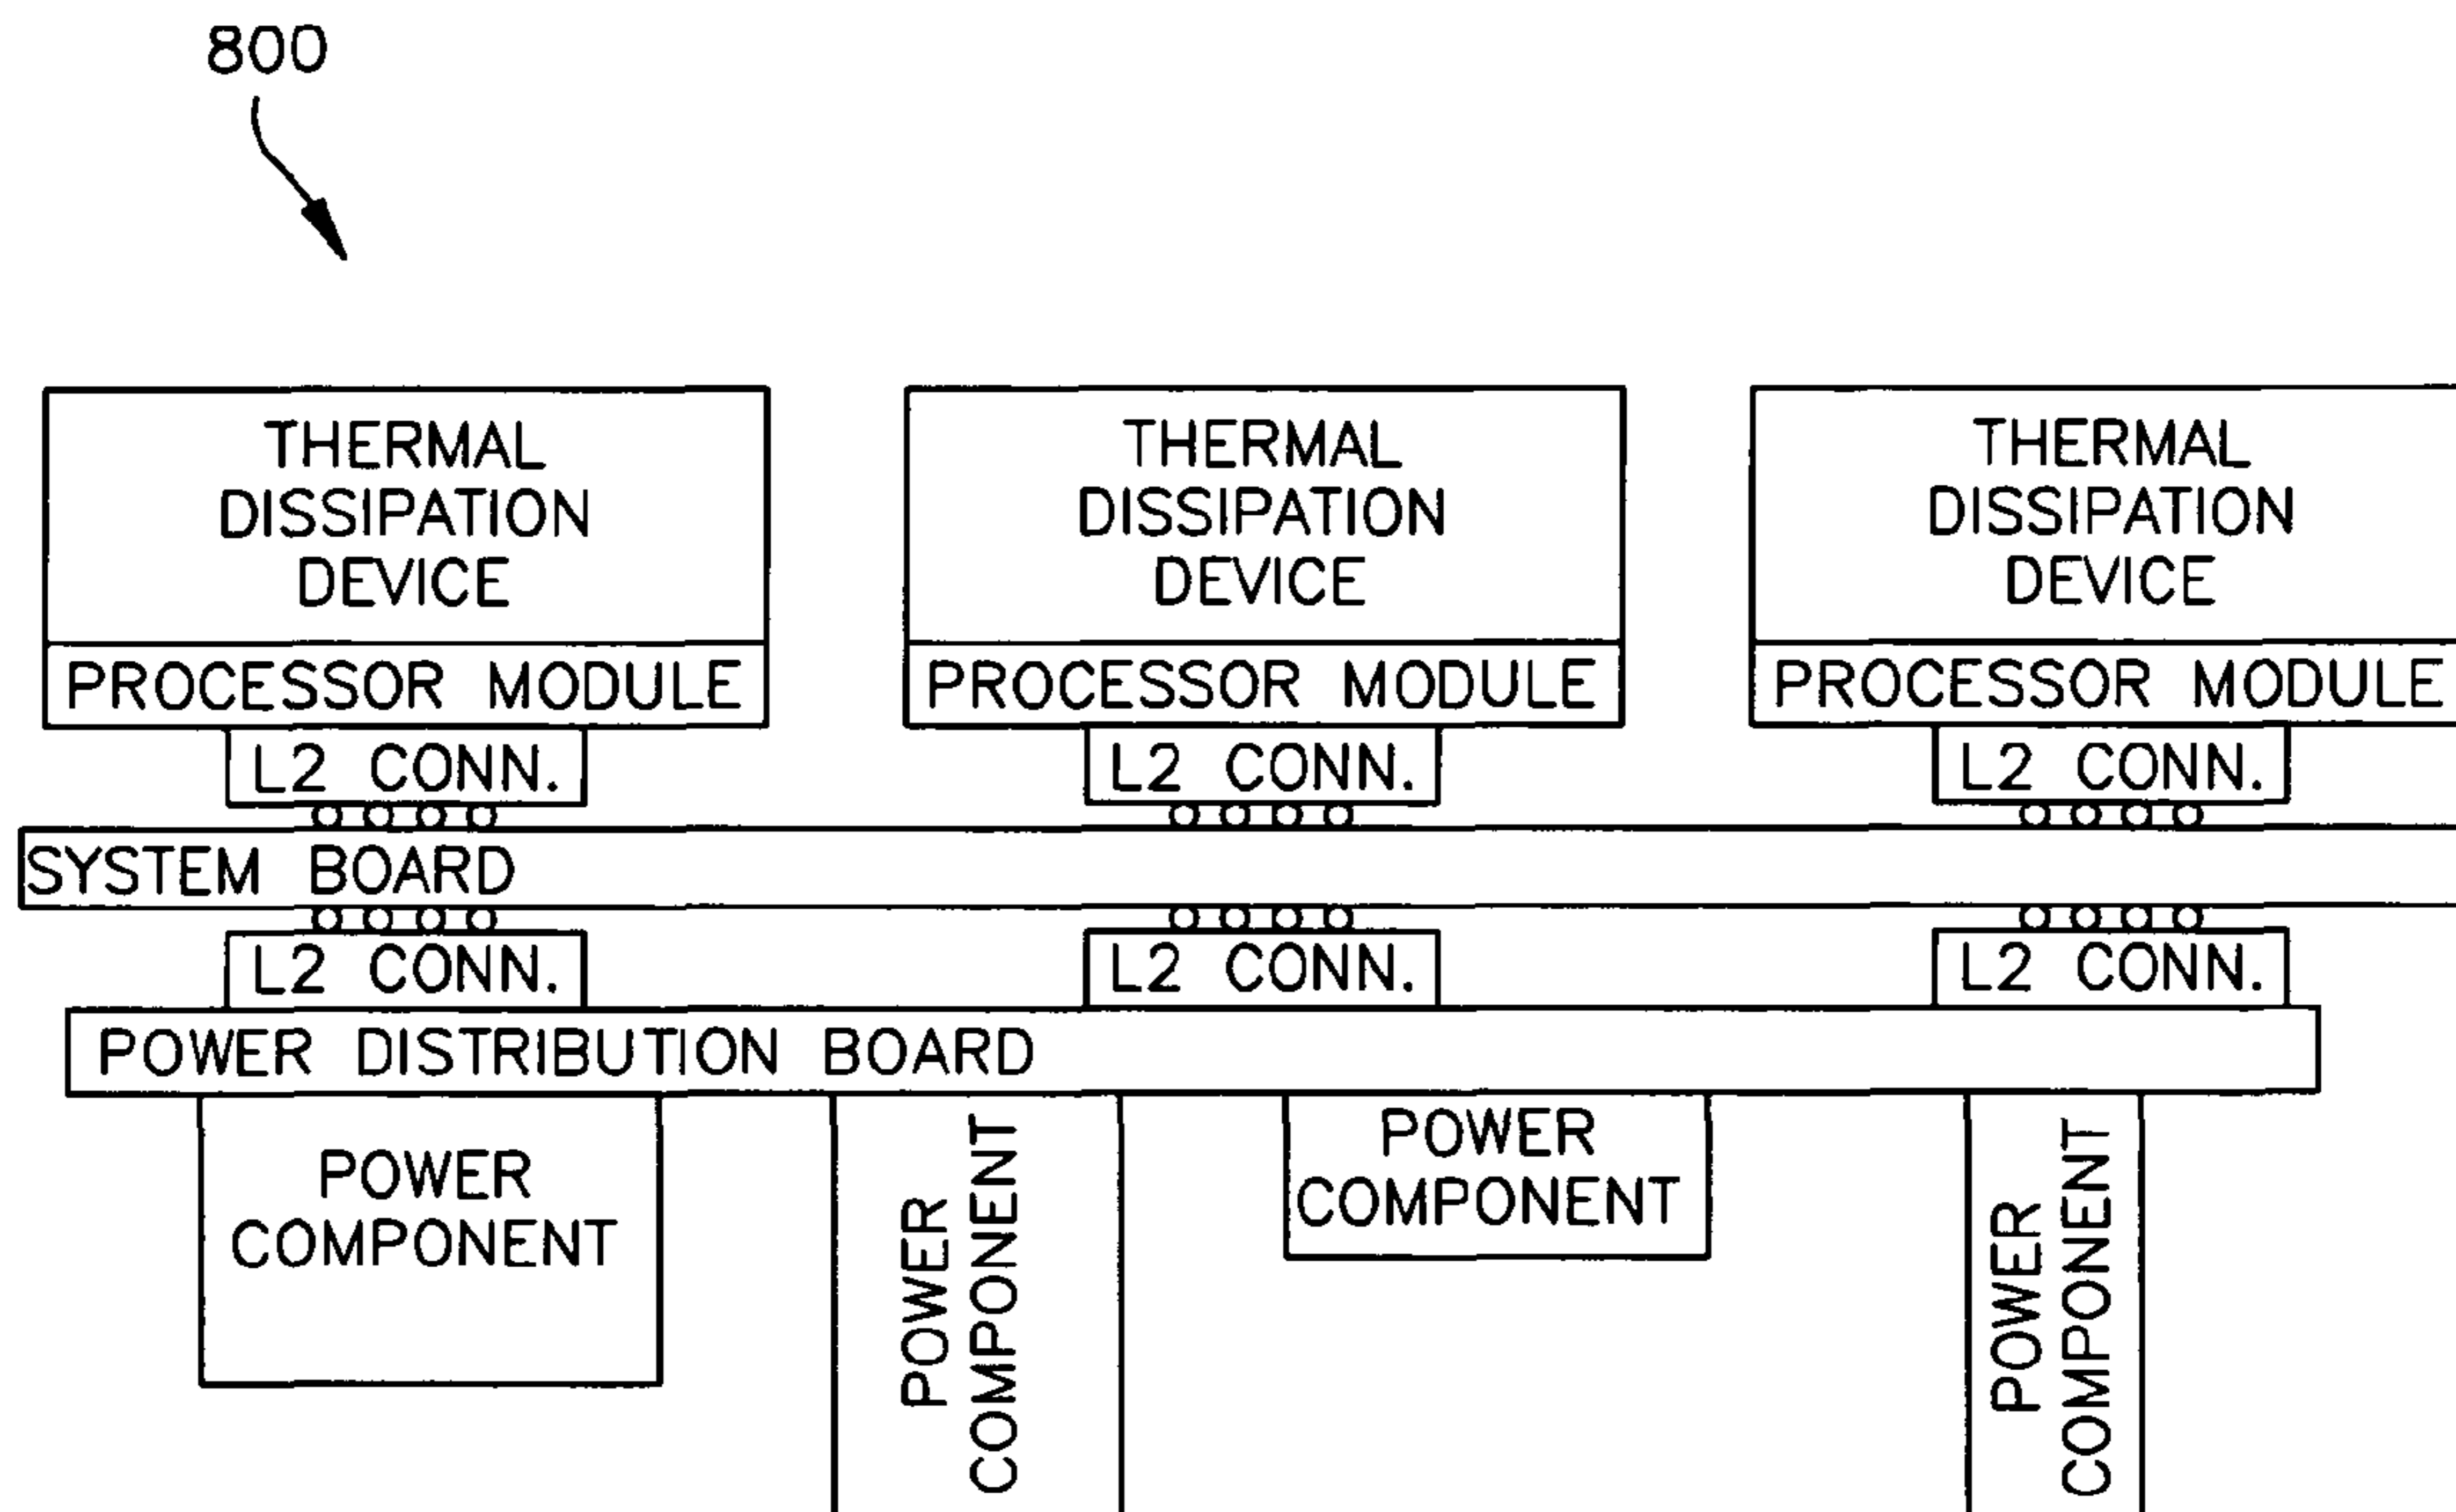 800
THERMAL
DISSIPATION
DEVICE
THERMAL
DISSIPATION
DEVICE
THERMAL
DISSIPATION
DEVICE
PROCESSOR MODULE
PROCESSOR MODULE
PROCESSOR MODULE
L2 CONN.
L2 CONN.
L2 CONN.
SYSTEM BOARD
L2 CONN.
L2 CONN.
L2 CONN.
POWER DISTRIBUTION BOARD
POWER
COMPONENT
POWER
COMPONENT
POWER
COMPONENT
POWER
COMPONENT